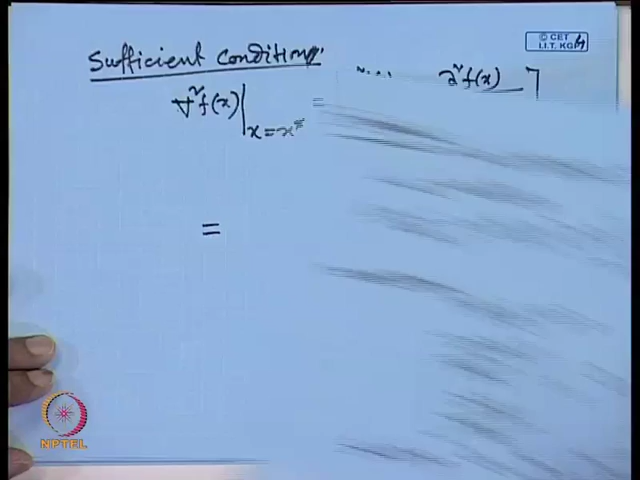 © CET
I.I.T. KGP
Sufficient condition:
∇²f(x)|x=x* = ∂²f(x)
=
NPTEL